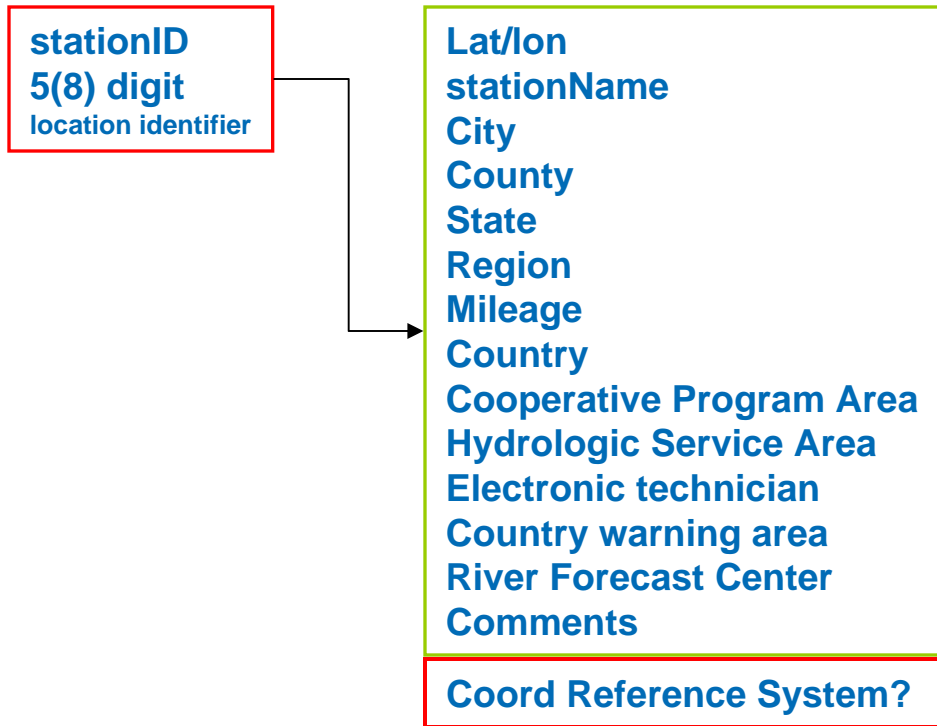 stationID
5(8) digit
location identifier
Lat/lon
stationName
City
County
State
Region
Mileage
Country
Cooperative Program Area
Hydrologic Service Area
Electronic technician
Country warning area
River Forecast Center
Comments
Coord Reference System?